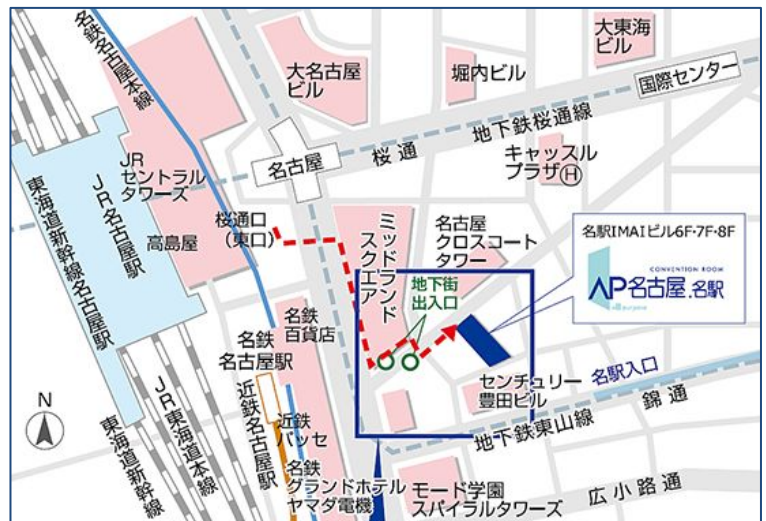 名鉄名古屋本線
大名古屋
ビル
堀内ビル
大東海
ビル
国際センター
地下鉄桜通線
桜通
名古屋
キャッスル
プラザⒽ
JR
セントラル
タワーズ
JR名古屋駅
東海道新幹線名古屋駅
高島屋
桜通口
(東口)
ミッドランド
スクエア
名古屋
クロスコート
タワー
名駅IMAIビル6F・7F・8F
CONVENTION ROOM
AP名古屋.名駅
地下街
出入口
名鉄
百貨店
名鉄
名古屋駅
近鉄名古屋駅
近鉄
パッセ
名鉄
グランドホテル
ヤマダ電機
センチュリー
豊田ビル
名駅入口
錦通
地下鉄東山線
モード学園
スパイラルタワーズ
広小路通
N
東海道新幹線
JR東海道本線